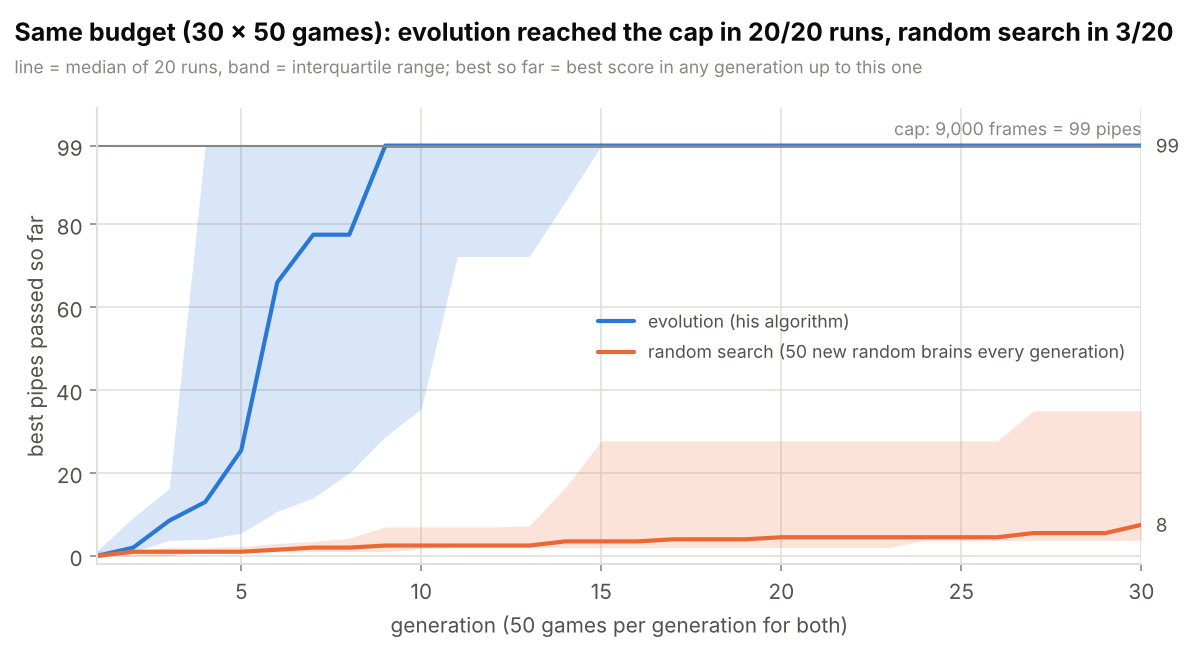 Same budget (30 × 50 games): evolution reached the cap in 20/20 runs, random search in 3/20
line = median of 20 runs, band = interquartile range; best so far = best score in any generation up to this one
cap: 9,000 frames = 99 pipes
99
99
80
60
40
20
0
best pipes passed so far
evolution (his algorithm)
random search (50 new random brains every generation)
8
5
10
15
20
25
30
generation (50 games per generation for both)